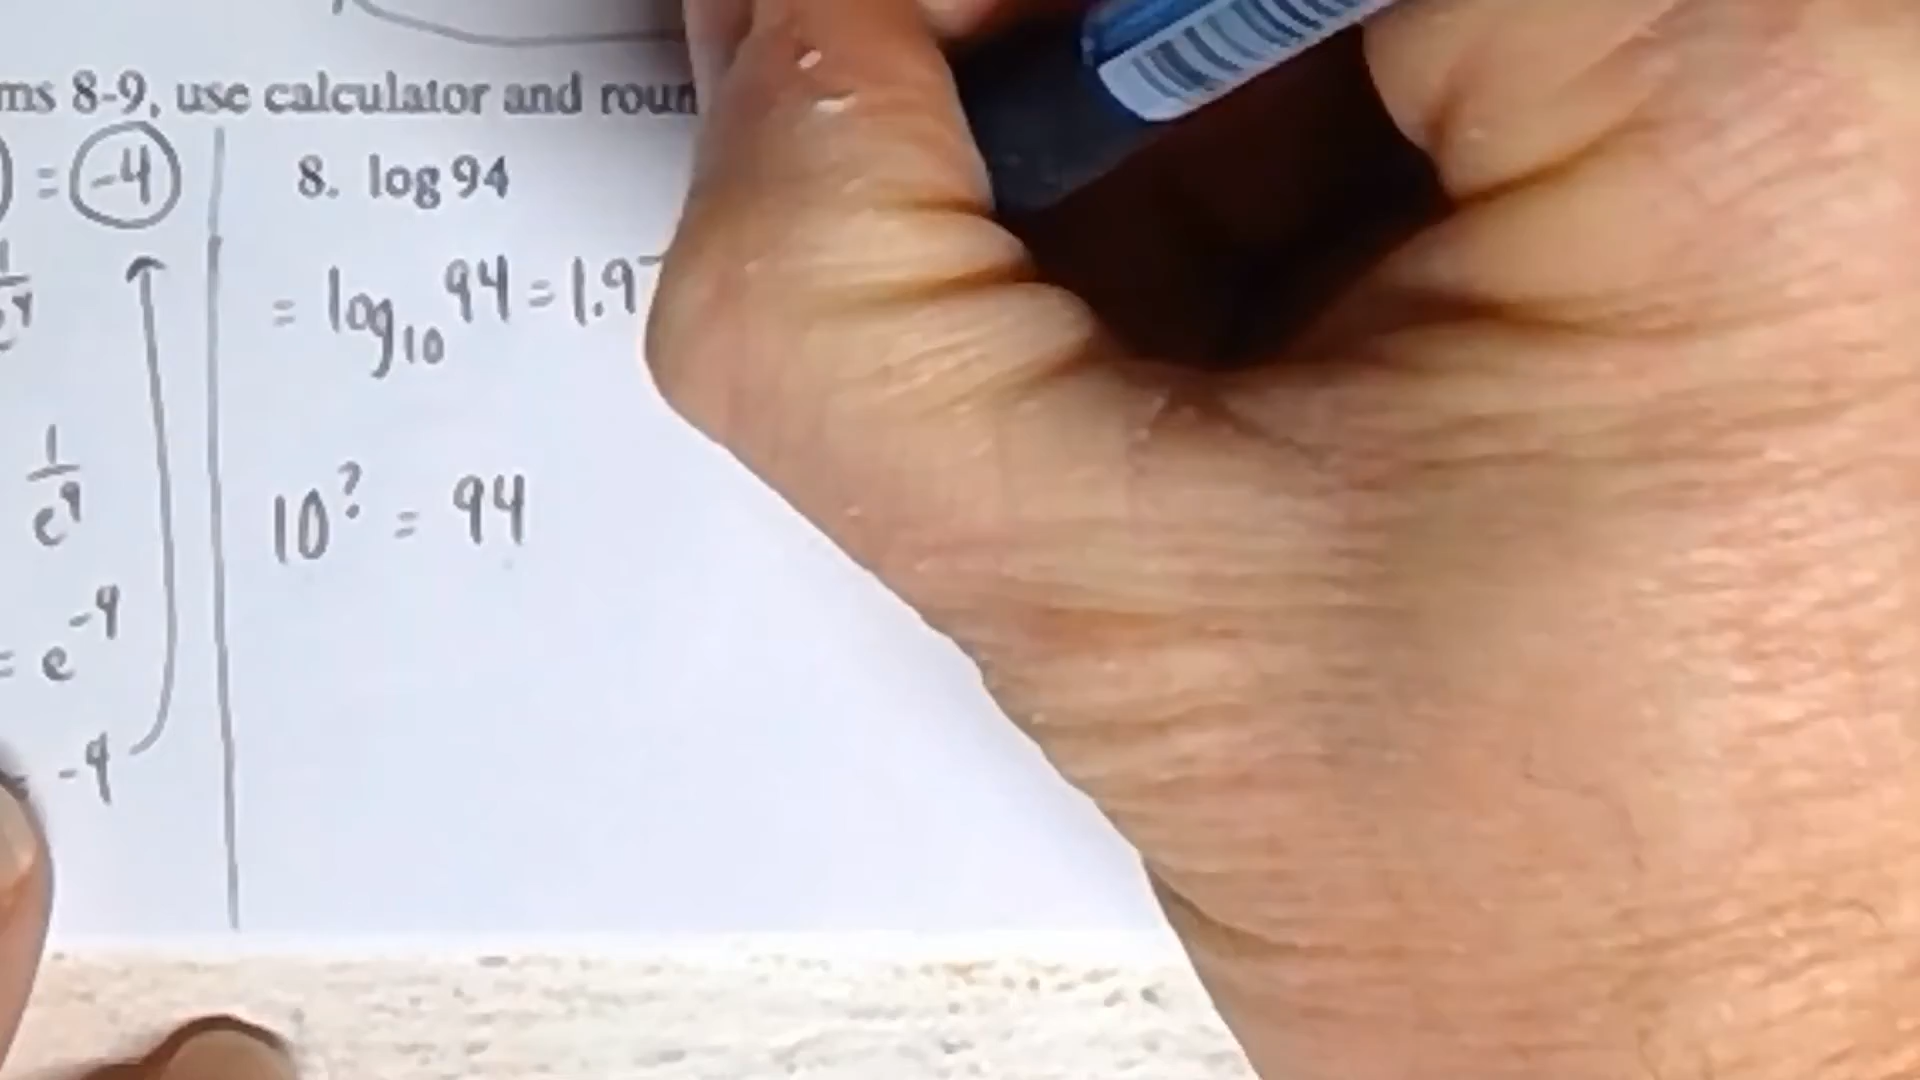 ms 8-9, use calculator and roun
) = -4
8. log 94
= log₁₀ 94 = 1.9
10^? = 94
1
e⁴
= e⁻⁴
= -4